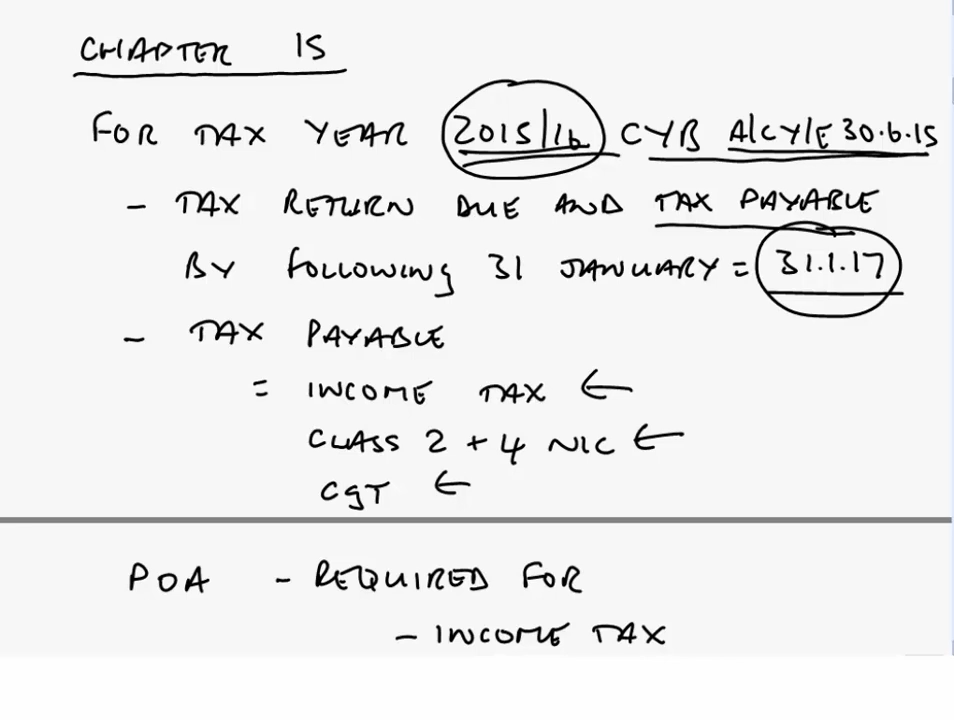 CHAPTER 15
FOR TAX YEAR 2015/16 CYB A/CY/E 30.6.15
- TAX RETURN DUE AND TAX PAYABLE
BY FOLLOWING 31 JANUARY = 31.1.17
- TAX PAYABLE
= INCOME TAX ←
CLASS 2 + 4 NIC ←
CGT ←
POA - REQUIRED FOR
- INCOME TAX